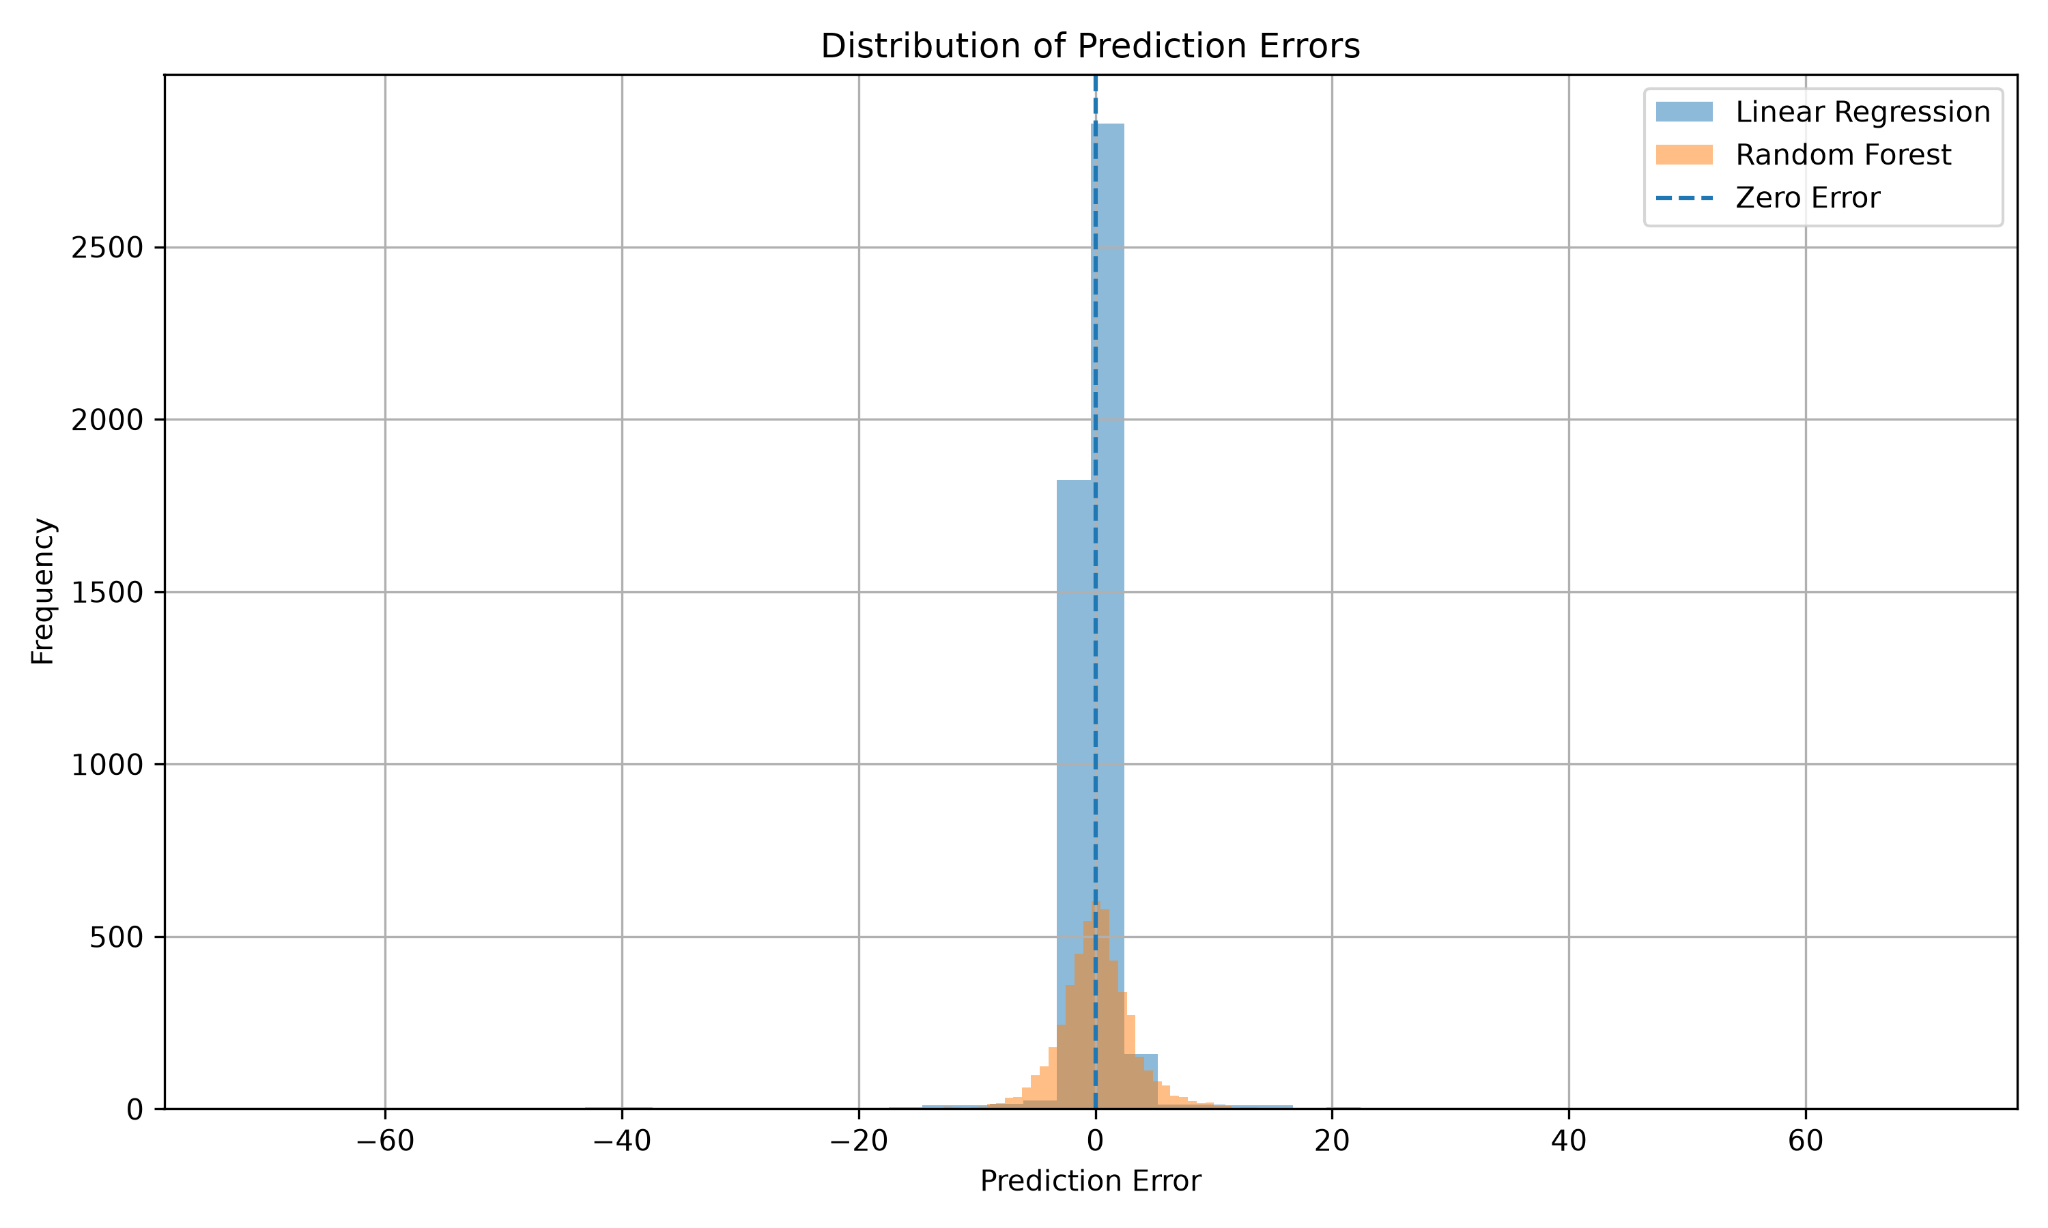 Distribution of Prediction Errors
Linear Regression
Random Forest
Zero Error
2500
2000
1500
1000
500
0
Frequency
−60
−40
−20
0
20
40
60
Prediction Error